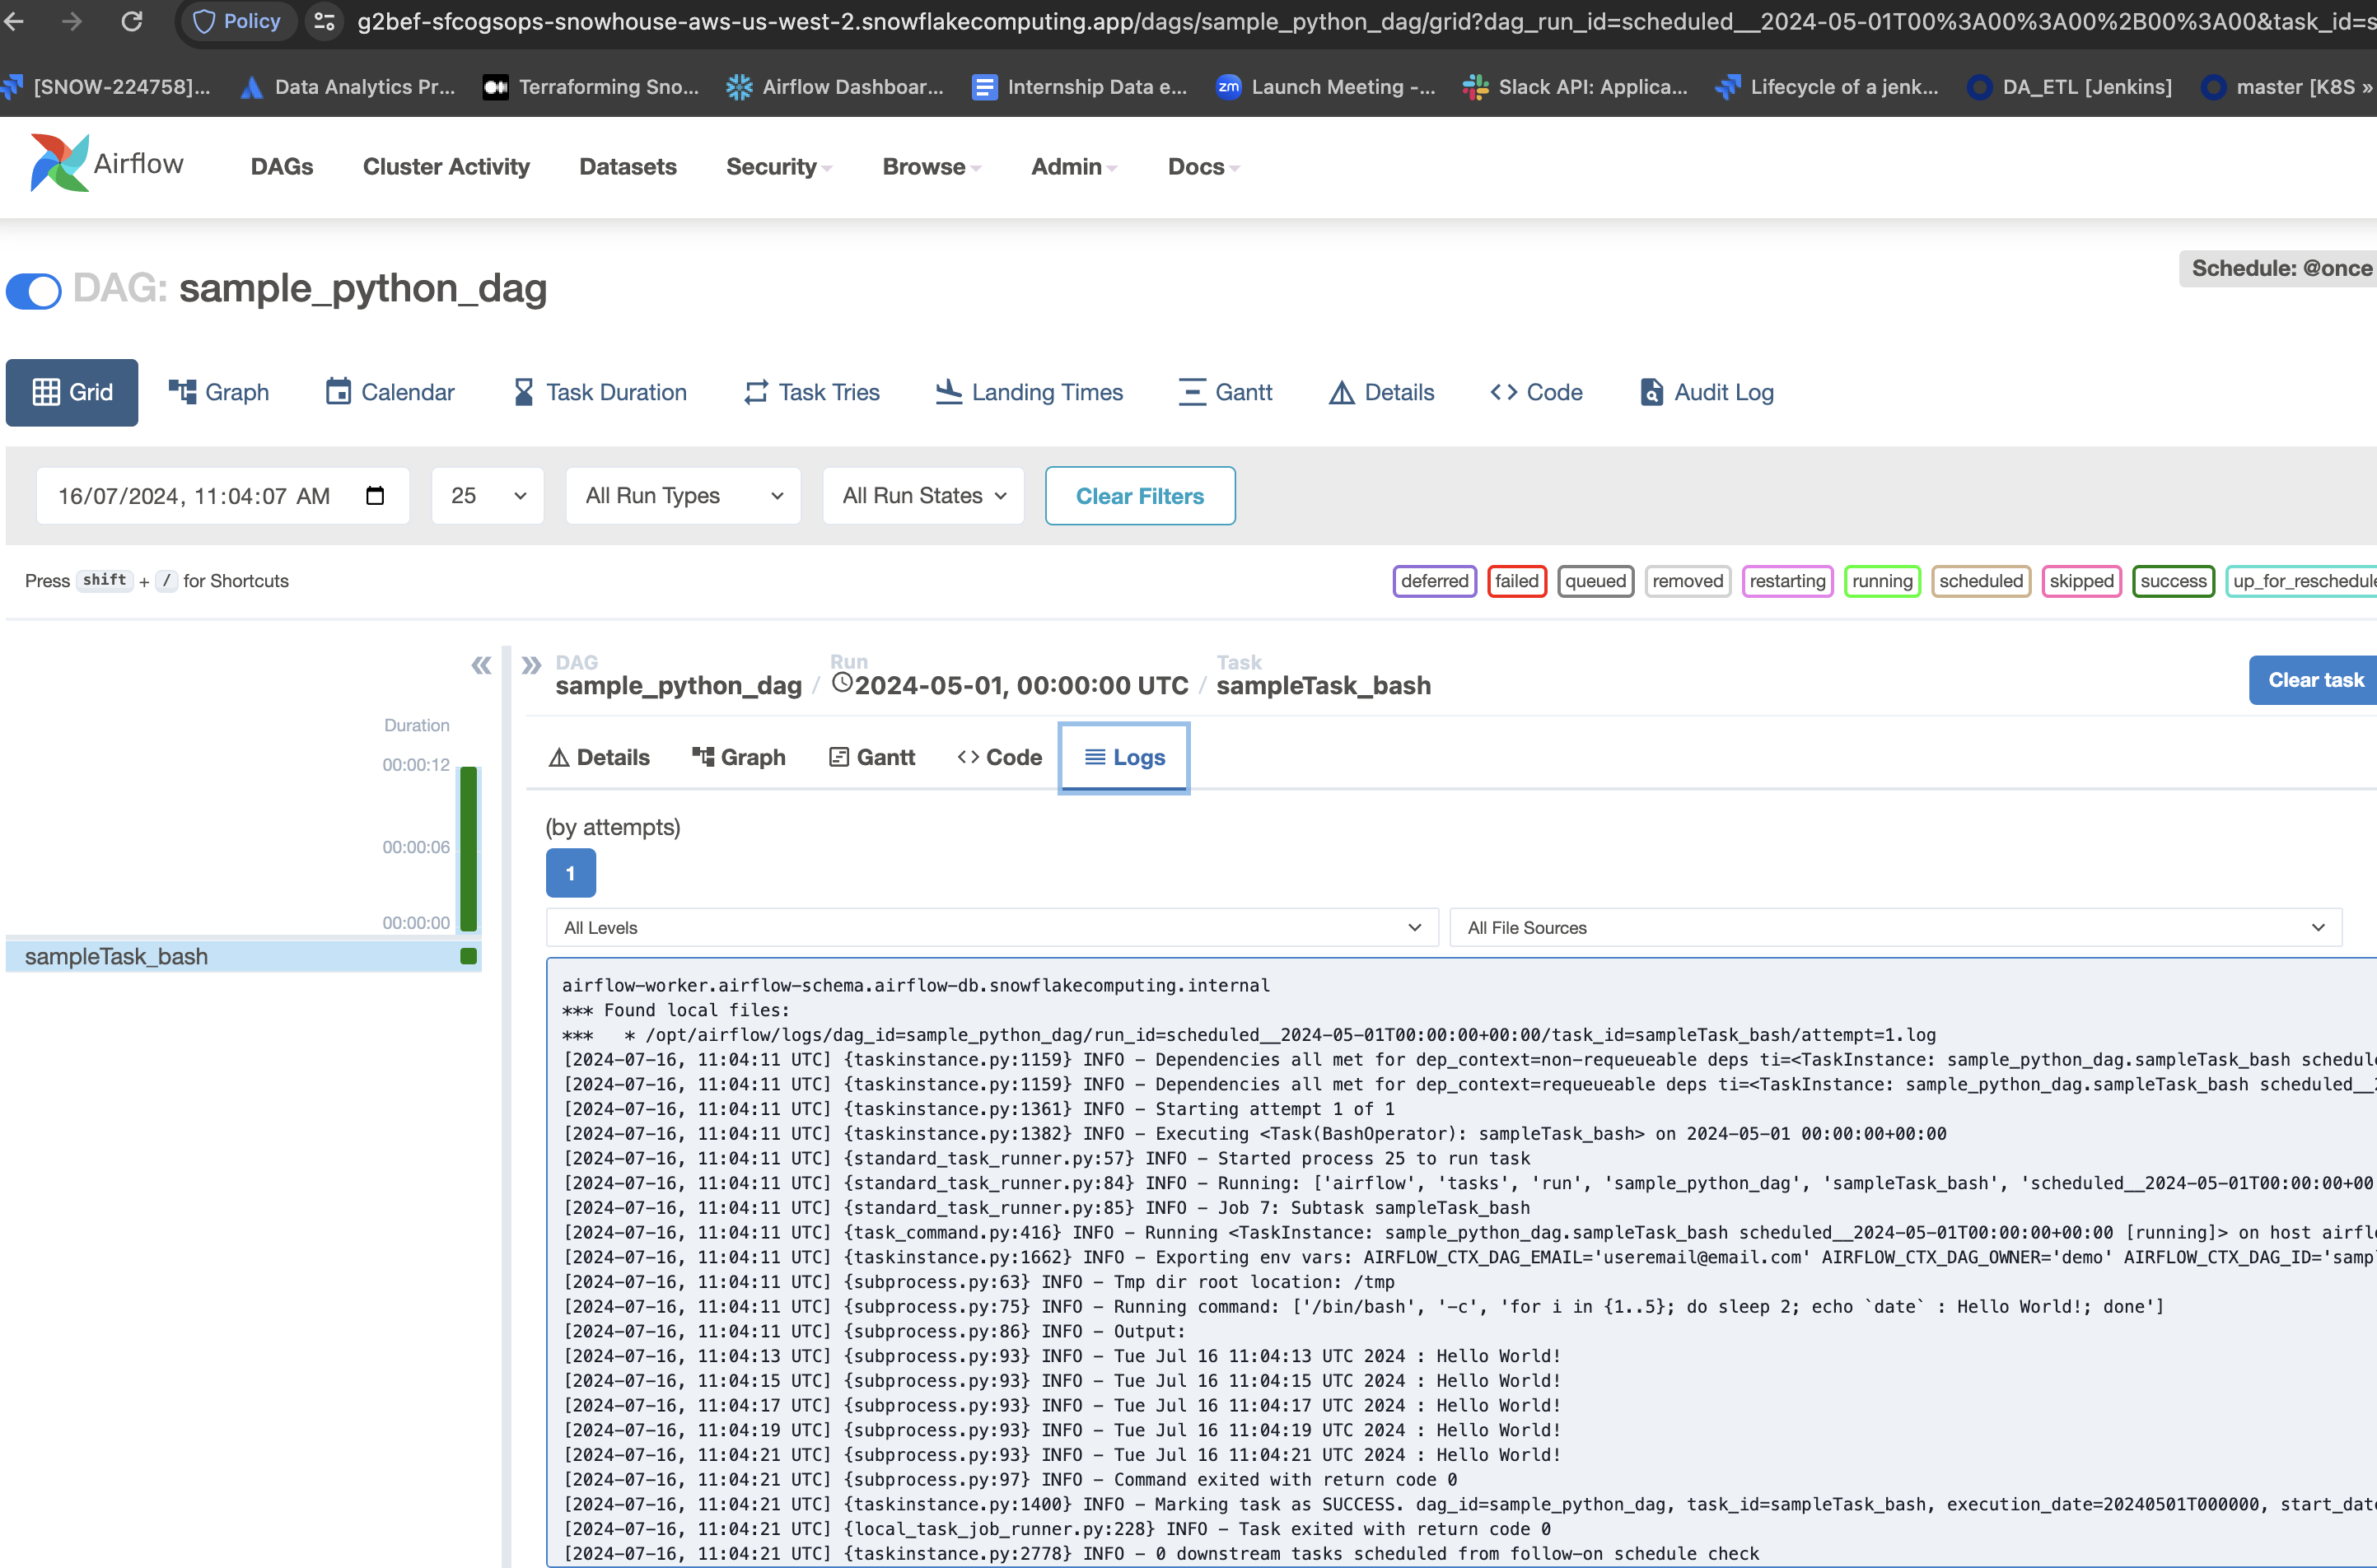 Policy g2bef-sfcogsops-snowhouse-aws-us-west-2.snowflakecomputing.app/dags/sample_python_dag/grid?dag_run_id=scheduled__2024-05-01T00%3A00%3A00%2B00%3A00&task_id=s
[SNOW-224758]... Data Analytics Pr... Terraforming Sno... Airflow Dashboar... Internship Data e... zm Launch Meeting -... Slack API: Applica... Lifecycle of a jenk... DA_ETL [Jenkins] master [K8S »
Airflow DAGs Cluster Activity Datasets Security Browse Admin Docs
Schedule: @once
DAG: sample_python_dag
Grid Graph Calendar Task Duration Task Tries Landing Times Gantt Details Code Audit Log
16/07/2024, 11:04:07 AM 25 All Run Types All Run States Clear Filters
Press shift + / for Shortcuts deferred failed queued removed restarting running scheduled skipped success up_for_reschedule
DAG Run Task
sample_python_dag / 2024-05-01, 00:00:00 UTC / sampleTask_bash Clear task
Duration
00:00:12
00:00:06
00:00:00
sampleTask_bash
Details Graph Gantt Code Logs
(by attempts)
1
All Levels All File Sources
airflow-worker.airflow-schema.airflow-db.snowflakecomputing.internal
*** Found local files:
***   * /opt/airflow/logs/dag_id=sample_python_dag/run_id=scheduled__2024-05-01T00:00:00+00:00/task_id=sampleTask_bash/attempt=1.log
[2024-07-16, 11:04:11 UTC] {taskinstance.py:1159} INFO - Dependencies all met for dep_context=non-requeueable deps ti=<TaskInstance: sample_python_dag.sampleTask_bash schedule
[2024-07-16, 11:04:11 UTC] {taskinstance.py:1159} INFO - Dependencies all met for dep_context=requeueable deps ti=<TaskInstance: sample_python_dag.sampleTask_bash scheduled__2
[2024-07-16, 11:04:11 UTC] {taskinstance.py:1361} INFO - Starting attempt 1 of 1
[2024-07-16, 11:04:11 UTC] {taskinstance.py:1382} INFO - Executing <Task(BashOperator): sampleTask_bash> on 2024-05-01 00:00:00+00:00
[2024-07-16, 11:04:11 UTC] {standard_task_runner.py:57} INFO - Started process 25 to run task
[2024-07-16, 11:04:11 UTC] {standard_task_runner.py:84} INFO - Running: ['airflow', 'tasks', 'run', 'sample_python_dag', 'sampleTask_bash', 'scheduled__2024-05-01T00:00:00+00
[2024-07-16, 11:04:11 UTC] {standard_task_runner.py:85} INFO - Job 7: Subtask sampleTask_bash
[2024-07-16, 11:04:11 UTC] {task_command.py:416} INFO - Running <TaskInstance: sample_python_dag.sampleTask_bash scheduled__2024-05-01T00:00:00+00:00 [running]> on host airfl
[2024-07-16, 11:04:11 UTC] {taskinstance.py:1662} INFO - Exporting env vars: AIRFLOW_CTX_DAG_EMAIL='useremail@email.com' AIRFLOW_CTX_DAG_OWNER='demo' AIRFLOW_CTX_DAG_ID='samp
[2024-07-16, 11:04:11 UTC] {subprocess.py:63} INFO - Tmp dir root location: /tmp
[2024-07-16, 11:04:11 UTC] {subprocess.py:75} INFO - Running command: ['/bin/bash', '-c', 'for i in {1..5}; do sleep 2; echo `date` : Hello World!; done']
[2024-07-16, 11:04:11 UTC] {subprocess.py:86} INFO - Output:
[2024-07-16, 11:04:13 UTC] {subprocess.py:93} INFO - Tue Jul 16 11:04:13 UTC 2024 : Hello World!
[2024-07-16, 11:04:15 UTC] {subprocess.py:93} INFO - Tue Jul 16 11:04:15 UTC 2024 : Hello World!
[2024-07-16, 11:04:17 UTC] {subprocess.py:93} INFO - Tue Jul 16 11:04:17 UTC 2024 : Hello World!
[2024-07-16, 11:04:19 UTC] {subprocess.py:93} INFO - Tue Jul 16 11:04:19 UTC 2024 : Hello World!
[2024-07-16, 11:04:21 UTC] {subprocess.py:93} INFO - Tue Jul 16 11:04:21 UTC 2024 : Hello World!
[2024-07-16, 11:04:21 UTC] {subprocess.py:97} INFO - Command exited with return code 0
[2024-07-16, 11:04:21 UTC] {taskinstance.py:1400} INFO - Marking task as SUCCESS. dag_id=sample_python_dag, task_id=sampleTask_bash, execution_date=20240501T000000, start_date
[2024-07-16, 11:04:21 UTC] {local_task_job_runner.py:228} INFO - Task exited with return code 0
[2024-07-16, 11:04:21 UTC] {taskinstance.py:2778} INFO - 0 downstream tasks scheduled from follow-on schedule check